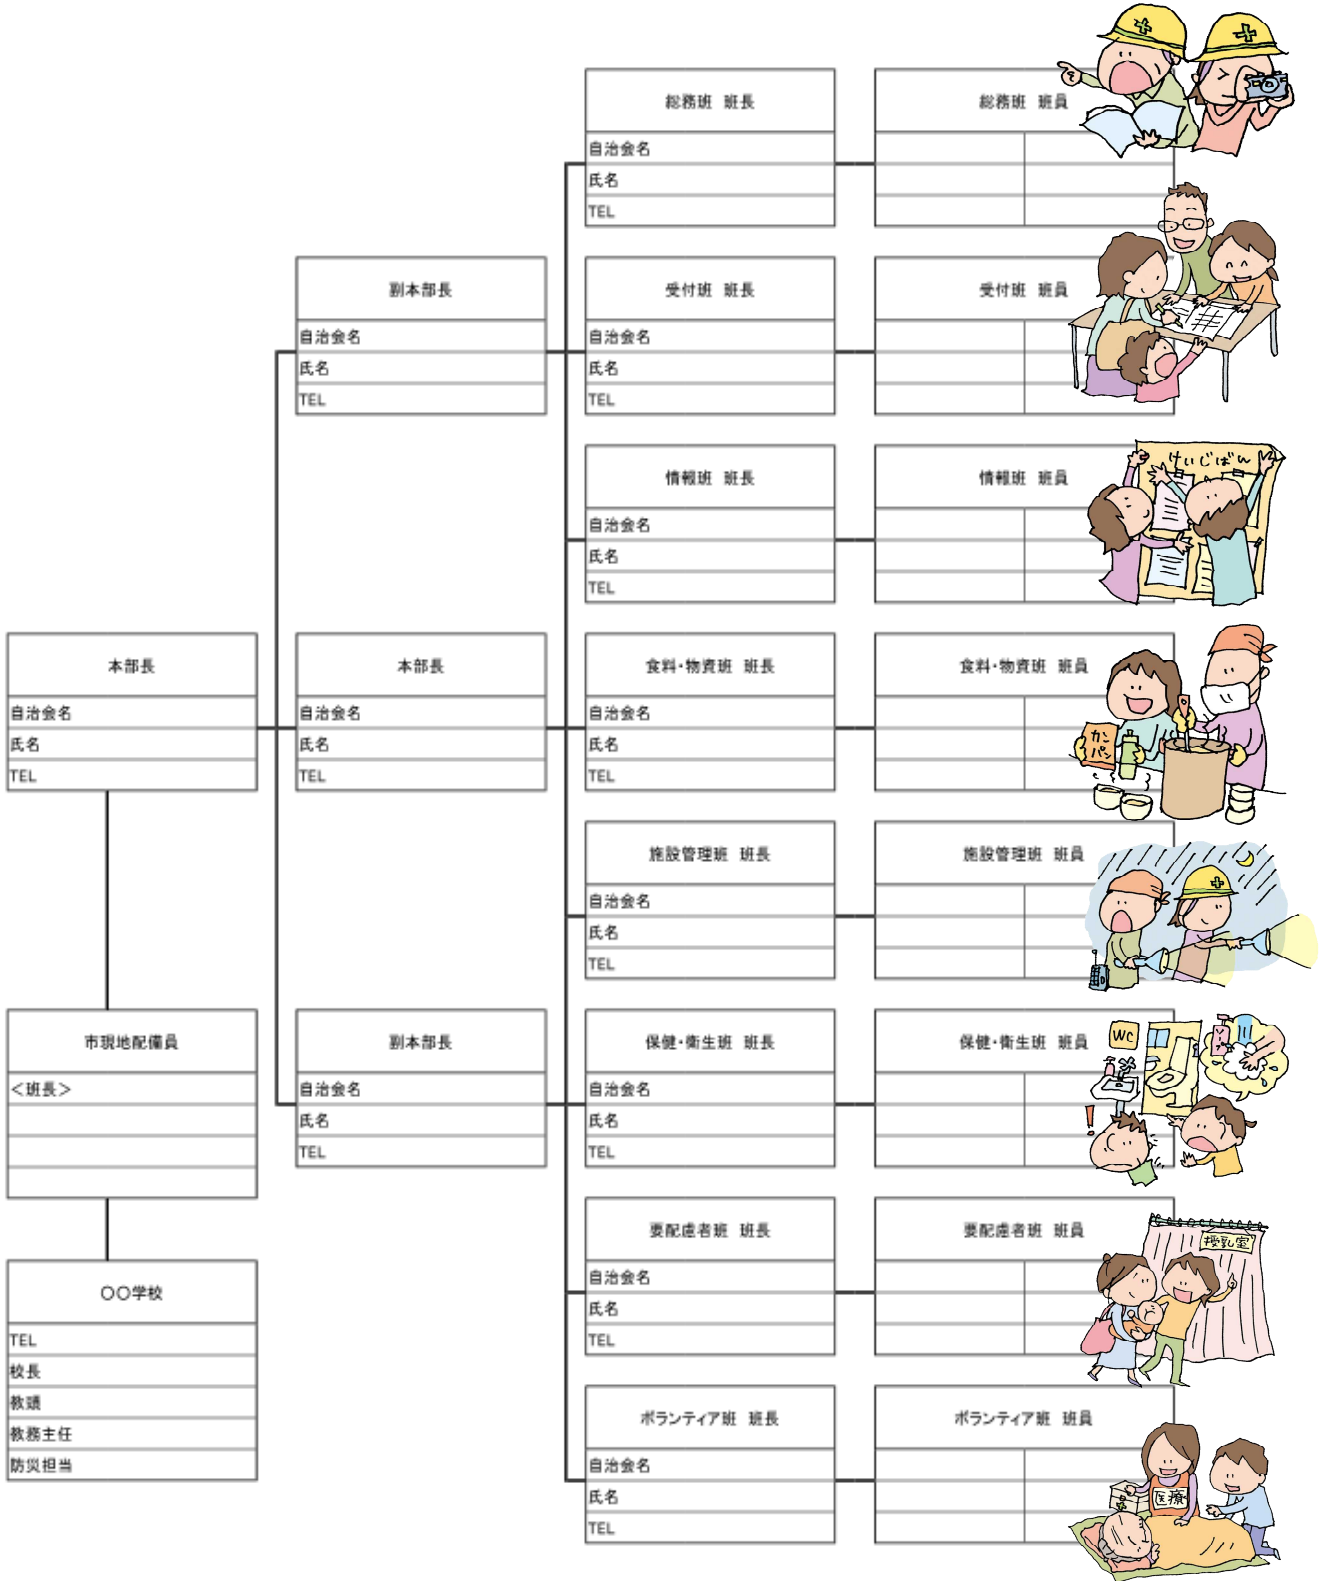 総務班 班長
自治会名
氏名
TEL
総務班 班員
副本部長
自治会名
氏名
TEL
受付班 班長
自治会名
氏名
TEL
受付班 班員
情報班 班長
自治会名
氏名
TEL
情報班 班員
けいじばん
本部長
自治会名
氏名
TEL
本部長
自治会名
氏名
TEL
食料・物資班 班長
自治会名
氏名
TEL
食料・物資班 班員
カン
パン
施設管理班 班長
自治会名
氏名
TEL
施設管理班 班員
市現地配備員
<班長>
副本部長
自治会名
氏名
TEL
保健・衛生班 班長
自治会名
氏名
TEL
保健・衛生班 班員
WC
要配慮者班 班長
自治会名
氏名
TEL
要配慮者班 班員
授乳室
〇〇学校
TEL
校長
教頭
教務主任
防災担当
ボランティア班 班長
自治会名
氏名
TEL
ボランティア班 班員
医療